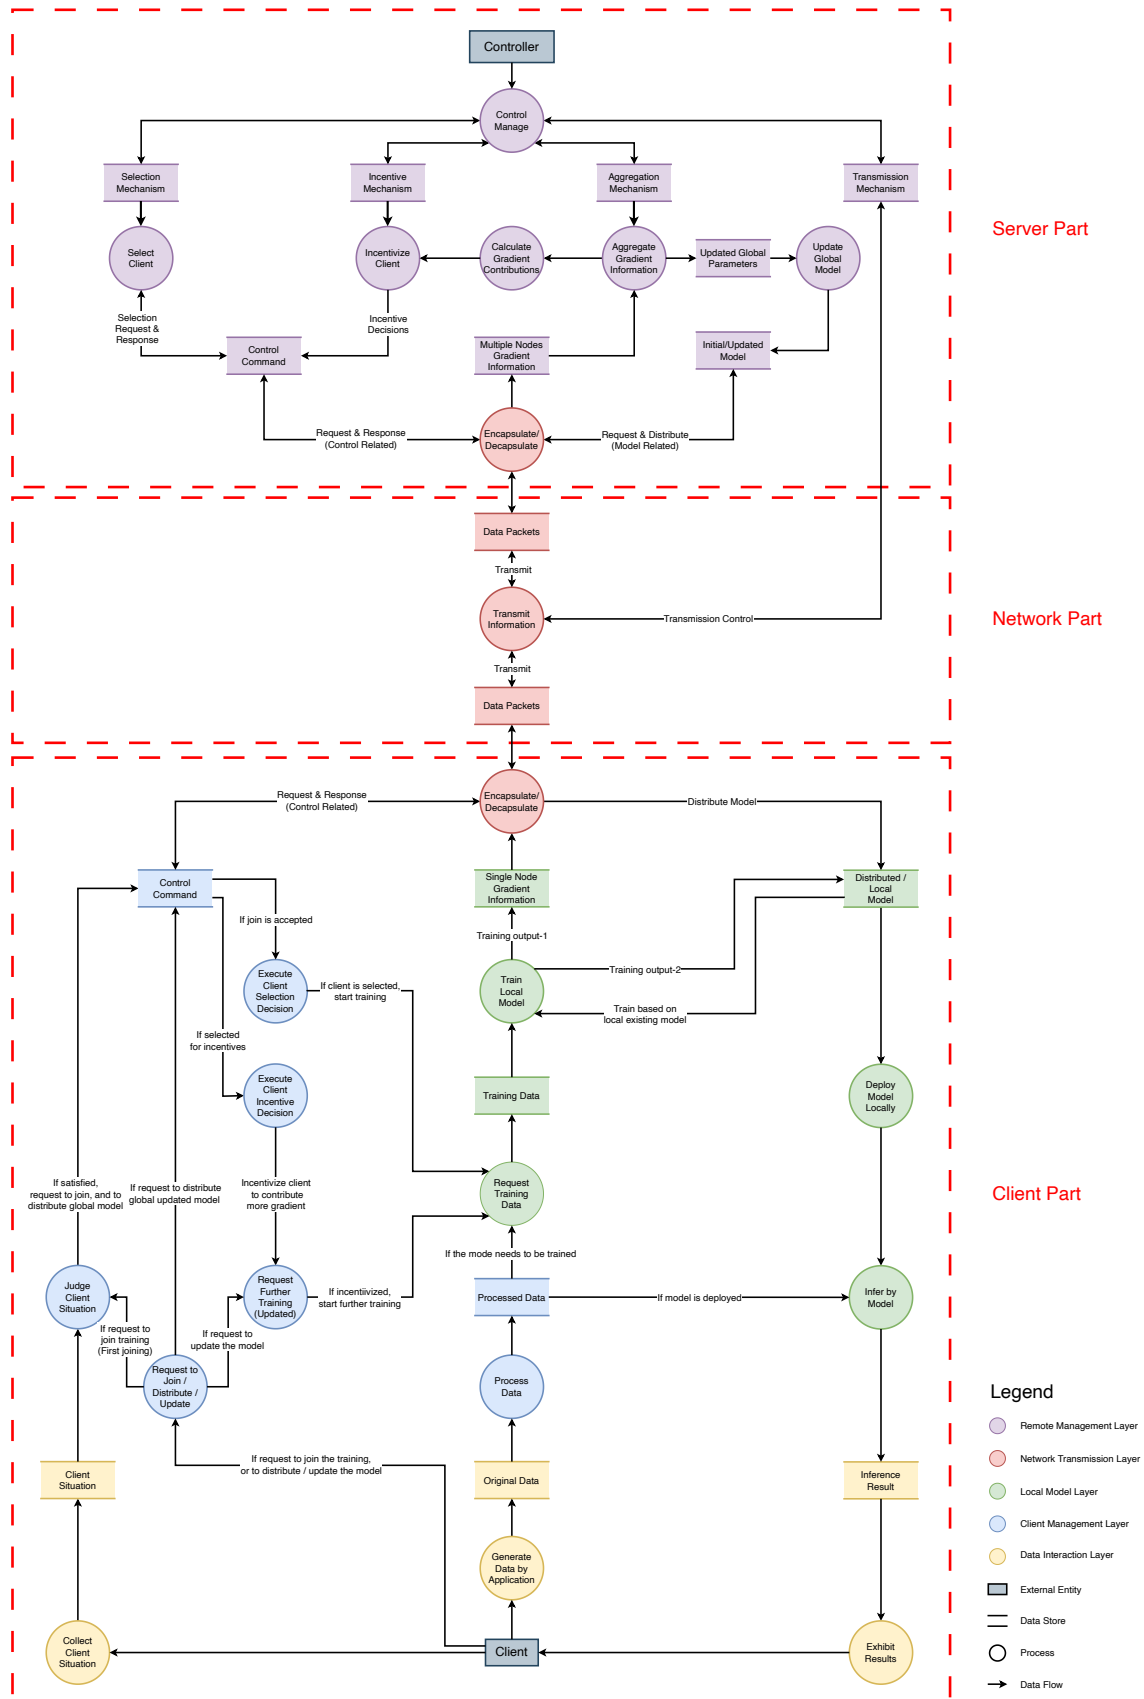 Controller
Control
Manage
Selection
Mechanism
Incentive
Mechanism
Aggregation
Mechanism
Transmission
Mechanism
Server Part
Select
Client
Incentivize
Client
Calculate
Gradient
Contributions
Aggregate
Gradient
Information
Updated Global
Parameters
Update
Global
Model
Selection
Request &
Response
Incentive
Decisions
Control
Command
Multiple Nodes
Gradient
Information
Initial/Updated
Model
Request & Response
(Control Related)
Encapsulate/
Decapsulate
Request & Distribute
(Model Related)
Data Packets
Transmit
Transmit
Information
Transmission Control
Network Part
Transmit
Data Packets
Request & Response
(Control Related)
Encapsulate/
Decapsulate
Distribute Model
Control
Command
Single Node
Gradient
Information
Distributed /
Local
Model
If join is accepted
Training output-1
Execute
Client
Selection
Decision
If client is selected,
start training
Train
Local
Model
Training output-2
Train based on
local existing model
If selected
for incentives
Execute
Client
Incentive
Decision
Training Data
Deploy
Model
Locally
If satisfied,
request to join, and to
distribute global model
If request to distribute
global updated model
Incentivize client
to contribute
more gradient
Request
Training
Data
Client Part
If the mode needs to be trained
Judge
Client
Situation
Request
Further
Training
(Updated)
If incentiivizd,
start further training
Processed Data
If model is deployed
Infer by
Model
If request to
join training
(First joining)
If request to
update the model
Request to
Join /
Distribute /
Update
Process
Data
If request to join the training,
or to distribute / update the model
Client
Situation
Original Data
Inference
Result
Generate
Data by
Application
Collect
Client
Situation
Client
Exhibit
Results
Legend
Remote Management Layer
Network Transmission Layer
Local Model Layer
Client Management Layer
Data Interaction Layer
External Entity
Data Store
Process
Data Flow